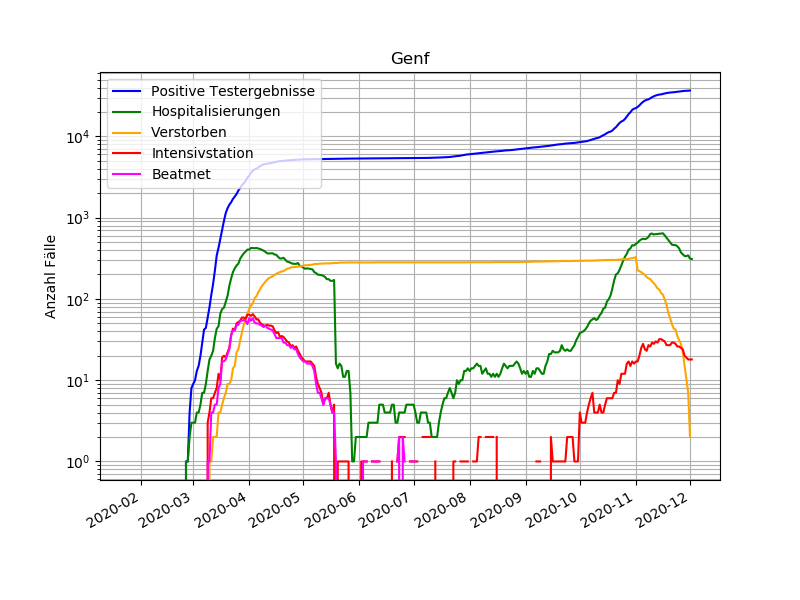 Genf
Positive Testergebnisse
Hospitalisierungen
Verstorben
Intensivstation
Beatmet
Anzahl Fälle
10^4
10^3
10^2
10^1
10^0
2020-02
2020-03
2020-04
2020-05
2020-06
2020-07
2020-08
2020-09
2020-10
2020-11
2020-12